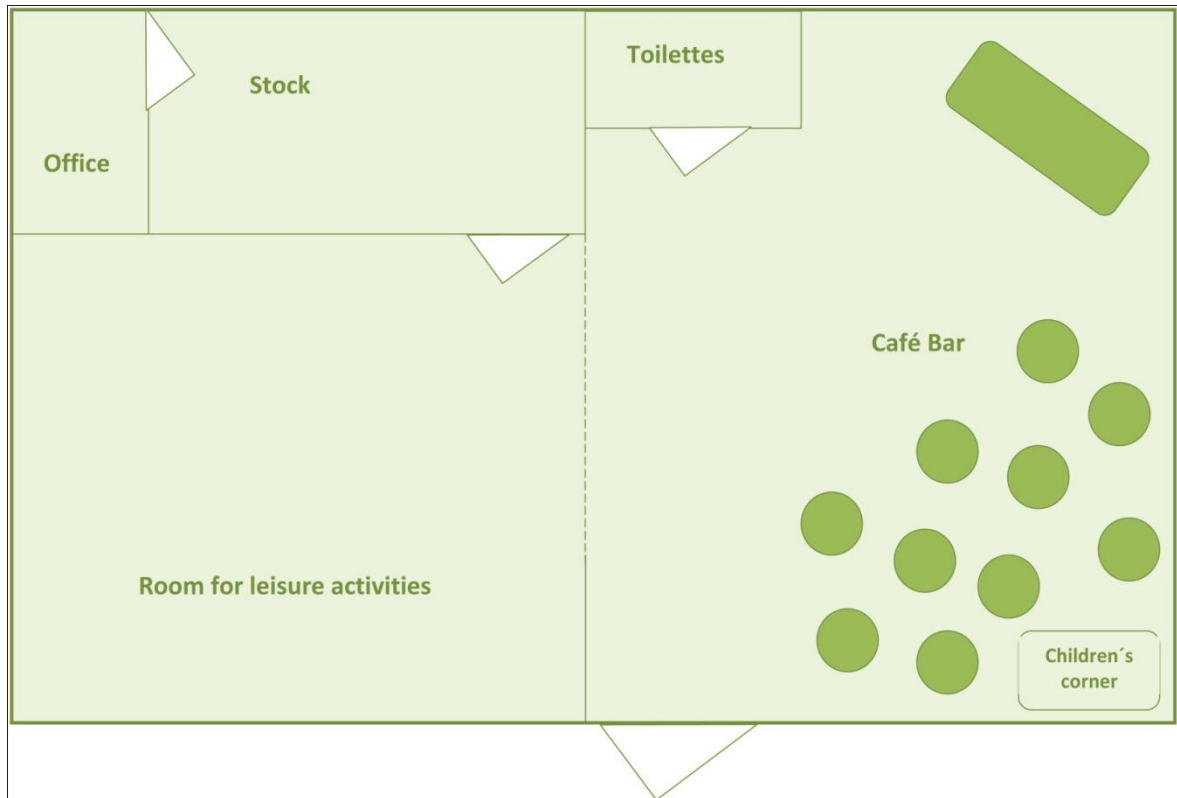 Toilettes
Stock
Office
Café Bar
Room for leisure activities
Children´s
corner